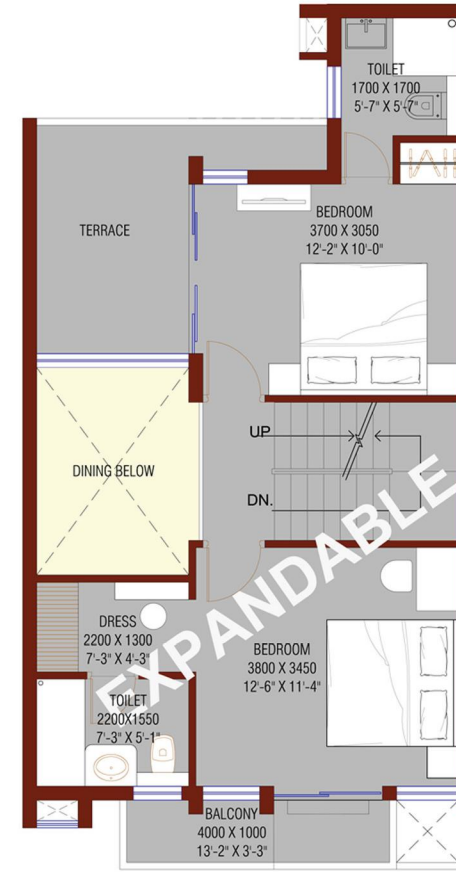 TOILET
1700 X 1700
5'-7" X 5'-7"
BEDROOM
3700 X 3050
12'-2" X 10'-0"
TERRACE
UP
DINING BELOW
DN.
EXPANDABLE
DRESS
2200 X 1300
7'-3" X 4'-3"
BEDROOM
3800 X 3450
12'-6" X 11'-4"
TOILET
2200X1550
7'-3" X 5'-1"
BALCONY
4000 X 1000
13'-2" X 3'-3"